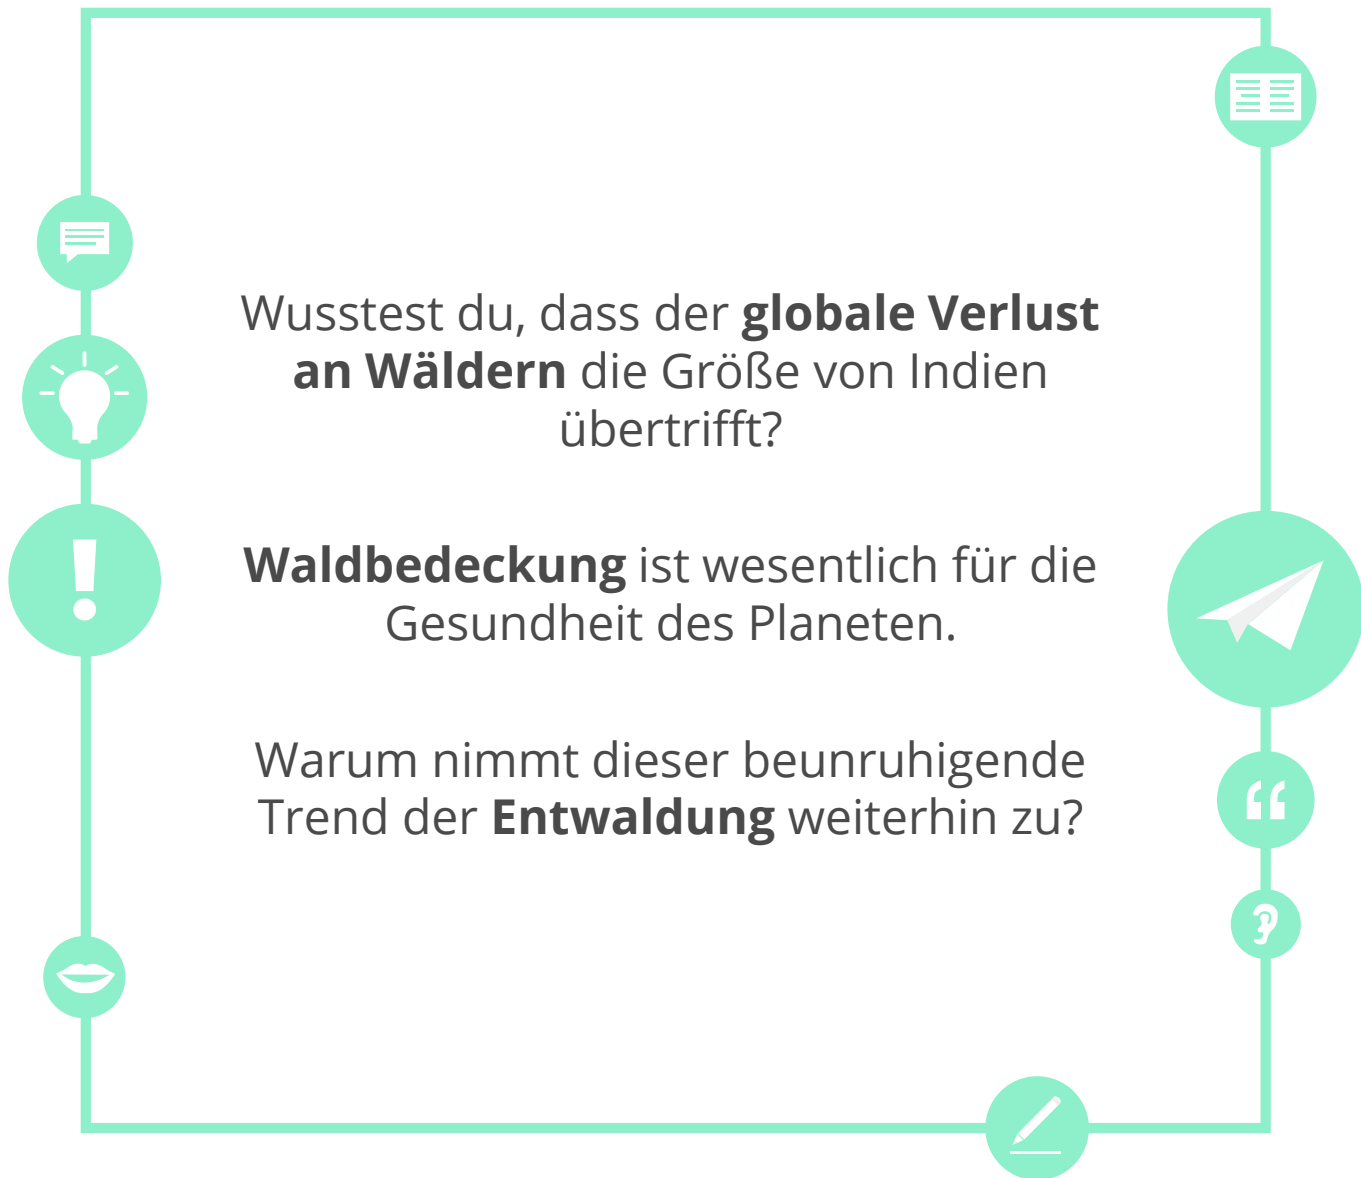 Wusstest du, dass der globale Verlust
an Wäldern die Größe von Indien
übertrifft?
Waldbedeckung ist wesentlich für die
Gesundheit des Planeten.
Warum nimmt dieser beunruhigende
Trend der Entwaldung weiterhin zu?